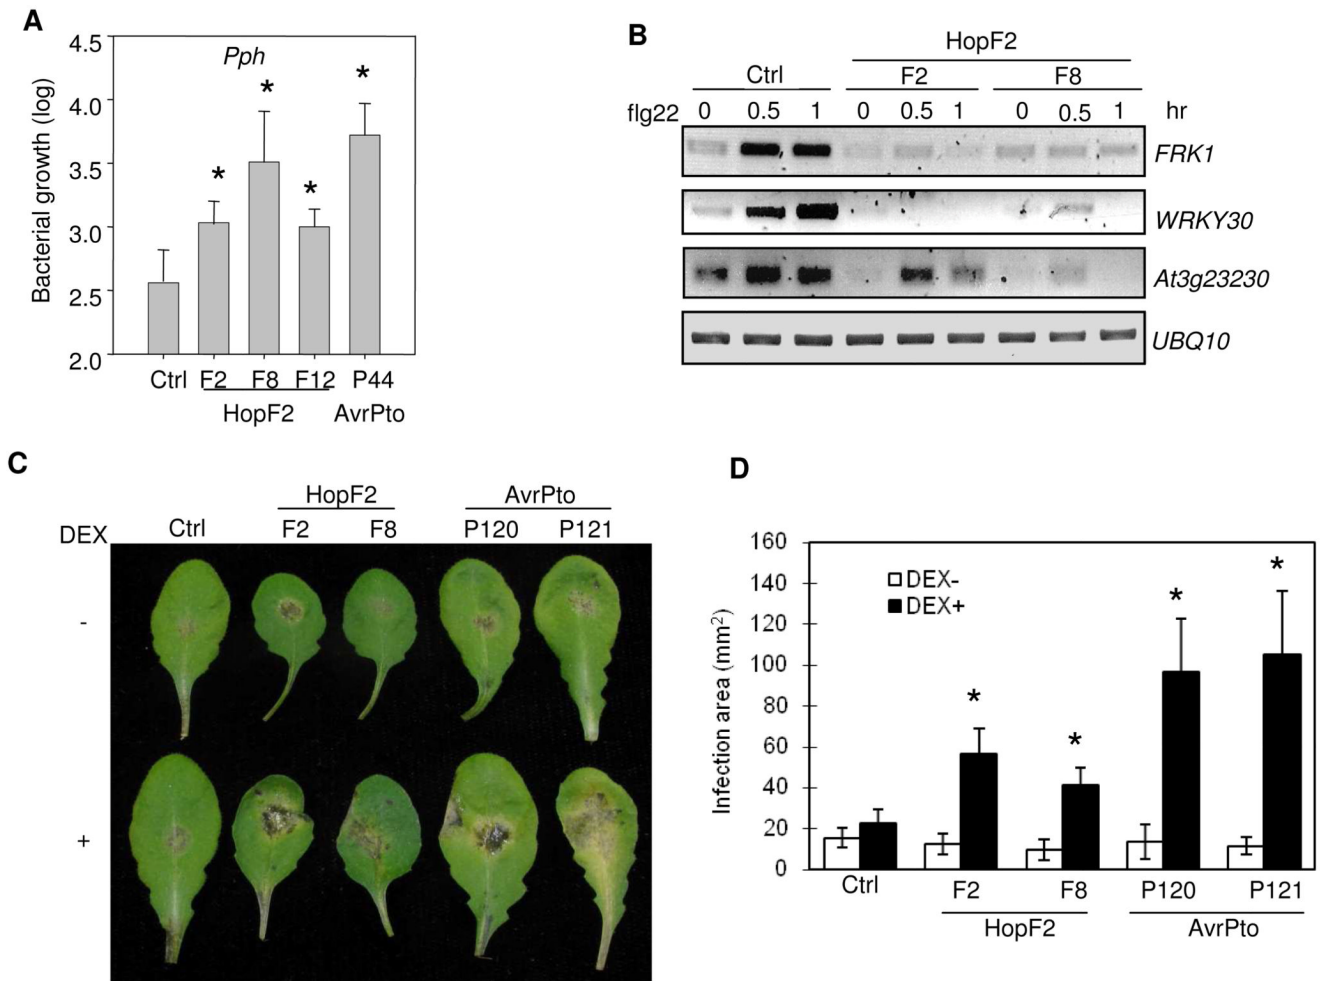 A
4.5
4.0
3.5
3.0
2.5
2.0
Bacterial growth (log)
Pph
*
*
*
*
Ctrl F2 F8 F12 P44
HopF2 AvrPto
B
HopF2
Ctrl F2 F8
flg22 0 0.5 1 0 0.5 1 0 0.5 1 hr
FRK1
WRKY30
At3g23230
UBQ10
C
HopF2 AvrPto
DEX Ctrl F2 F8 P120 P121
-
+
D
160
140
120
100
80
60
40
20
0
Infection area (mm²)
DEX-
DEX+
*
*
*
*
Ctrl F2 F8 P120 P121
HopF2 AvrPto